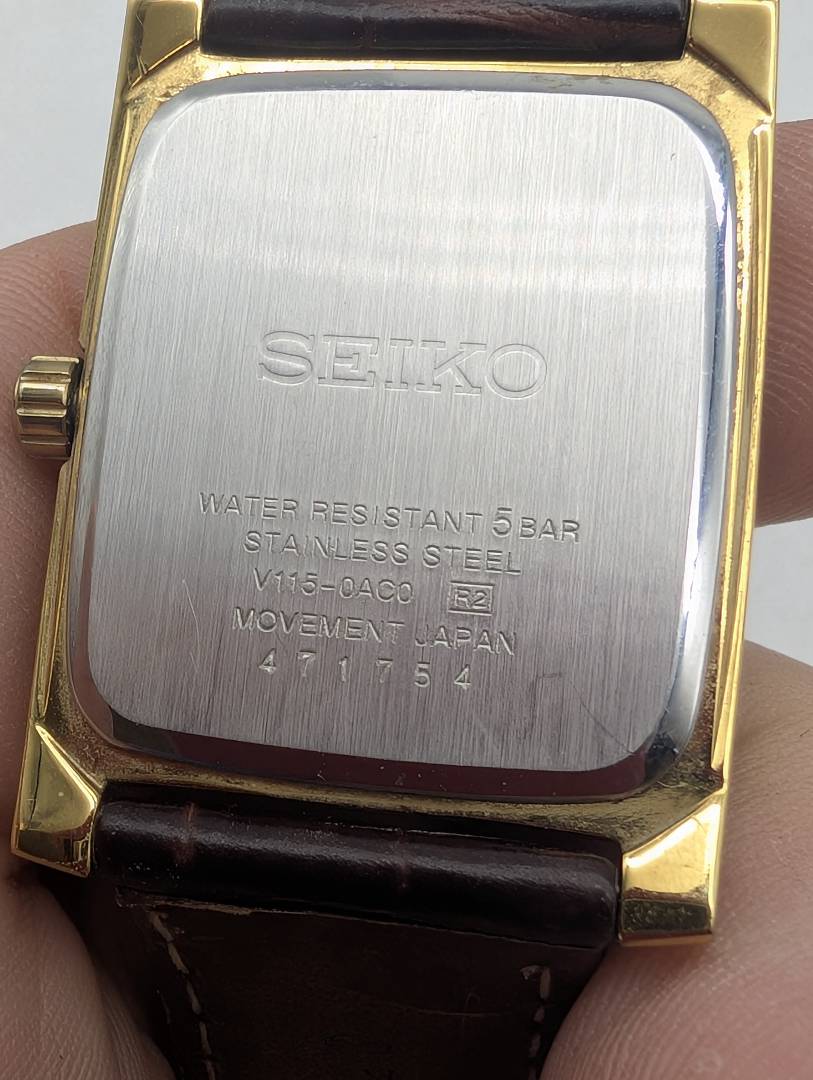 SEIKO
WATER RESISTANT 5 BAR
STAINLESS STEEL
V115-0AC0 R2
MOVEMENT JAPAN
471754